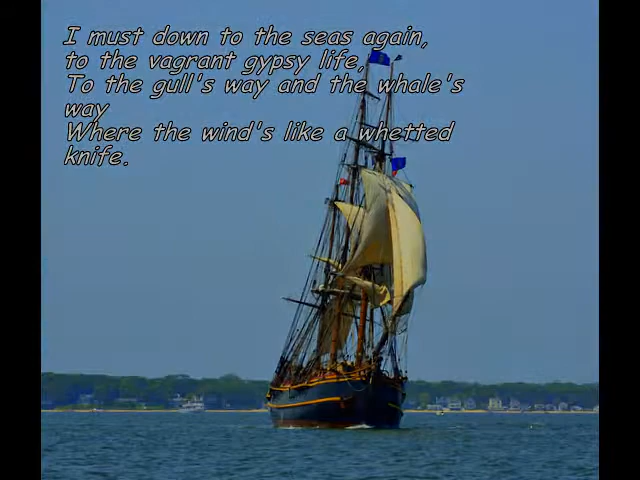 I must down to the seas again,
to the vagrant gypsy life,
To the gull's way and the whale's
way
Where the wind's like a whetted
knife.